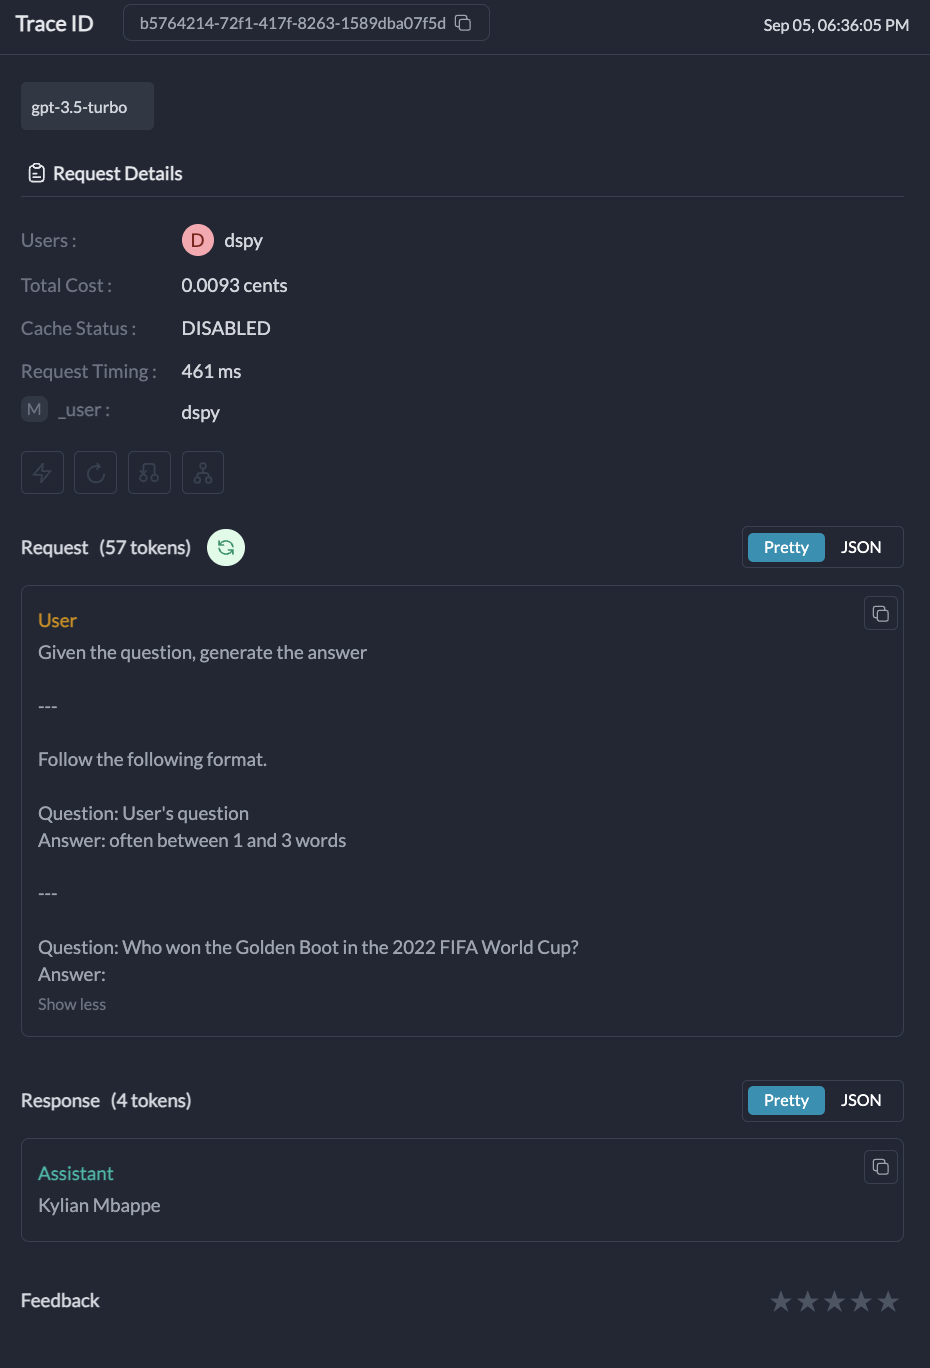 Trace ID
b5764214-72f1-417f-8263-1589dba07f5d
Sep 05, 06:36:05 PM
gpt-3.5-turbo
Request Details
Users :
D dspy
Total Cost :
0.0093 cents
Cache Status :
DISABLED
Request Timing :
461 ms
M _user :
dspy
Request (57 tokens)
Pretty JSON
User
Given the question, generate the answer
---
Follow the following format.
Question: User's question
Answer: often between 1 and 3 words
---
Question: Who won the Golden Boot in the 2022 FIFA World Cup?
Answer:
Show less
Response (4 tokens)
Pretty JSON
Assistant
Kylian Mbappe
Feedback